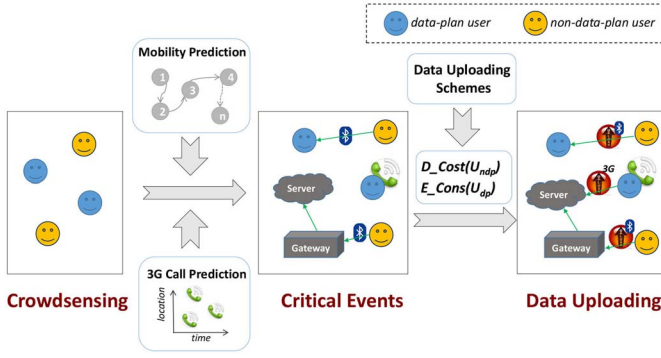 data-plan user
non-data-plan user
Mobility Prediction
1
4
3
2
n
Data Uploading
Schemes
D_Cost(Undp)
E_Cons(Udp)
Server
Gateway
3G
Server
Gateway
3G Call Prediction
location
time
Crowdsensing
Critical Events
Data Uploading